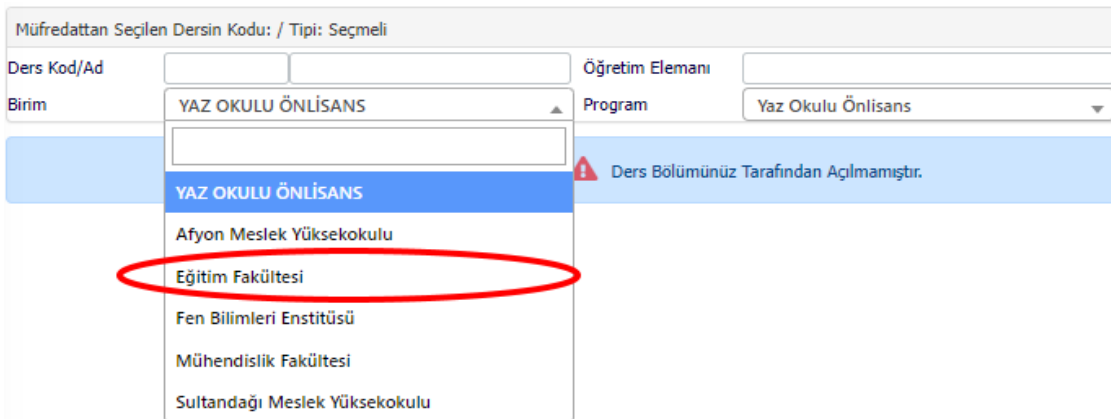 Müfredattan Seçilen Dersin Kodu: / Tipi: Seçmeli
Ders Kod/Ad Öğretim Elemanı
Birim YAZ OKULU ÖNLİSANS Program Yaz Okulu Önlisans
Ders Bölümünüz Tarafından Açılmamıştır.
YAZ OKULU ÖNLİSANS
Afyon Meslek Yüksekokulu
Eğitim Fakültesi
Fen Bilimleri Enstitüsü
Mühendislik Fakültesi
Sultandağı Meslek Yüksekokulu